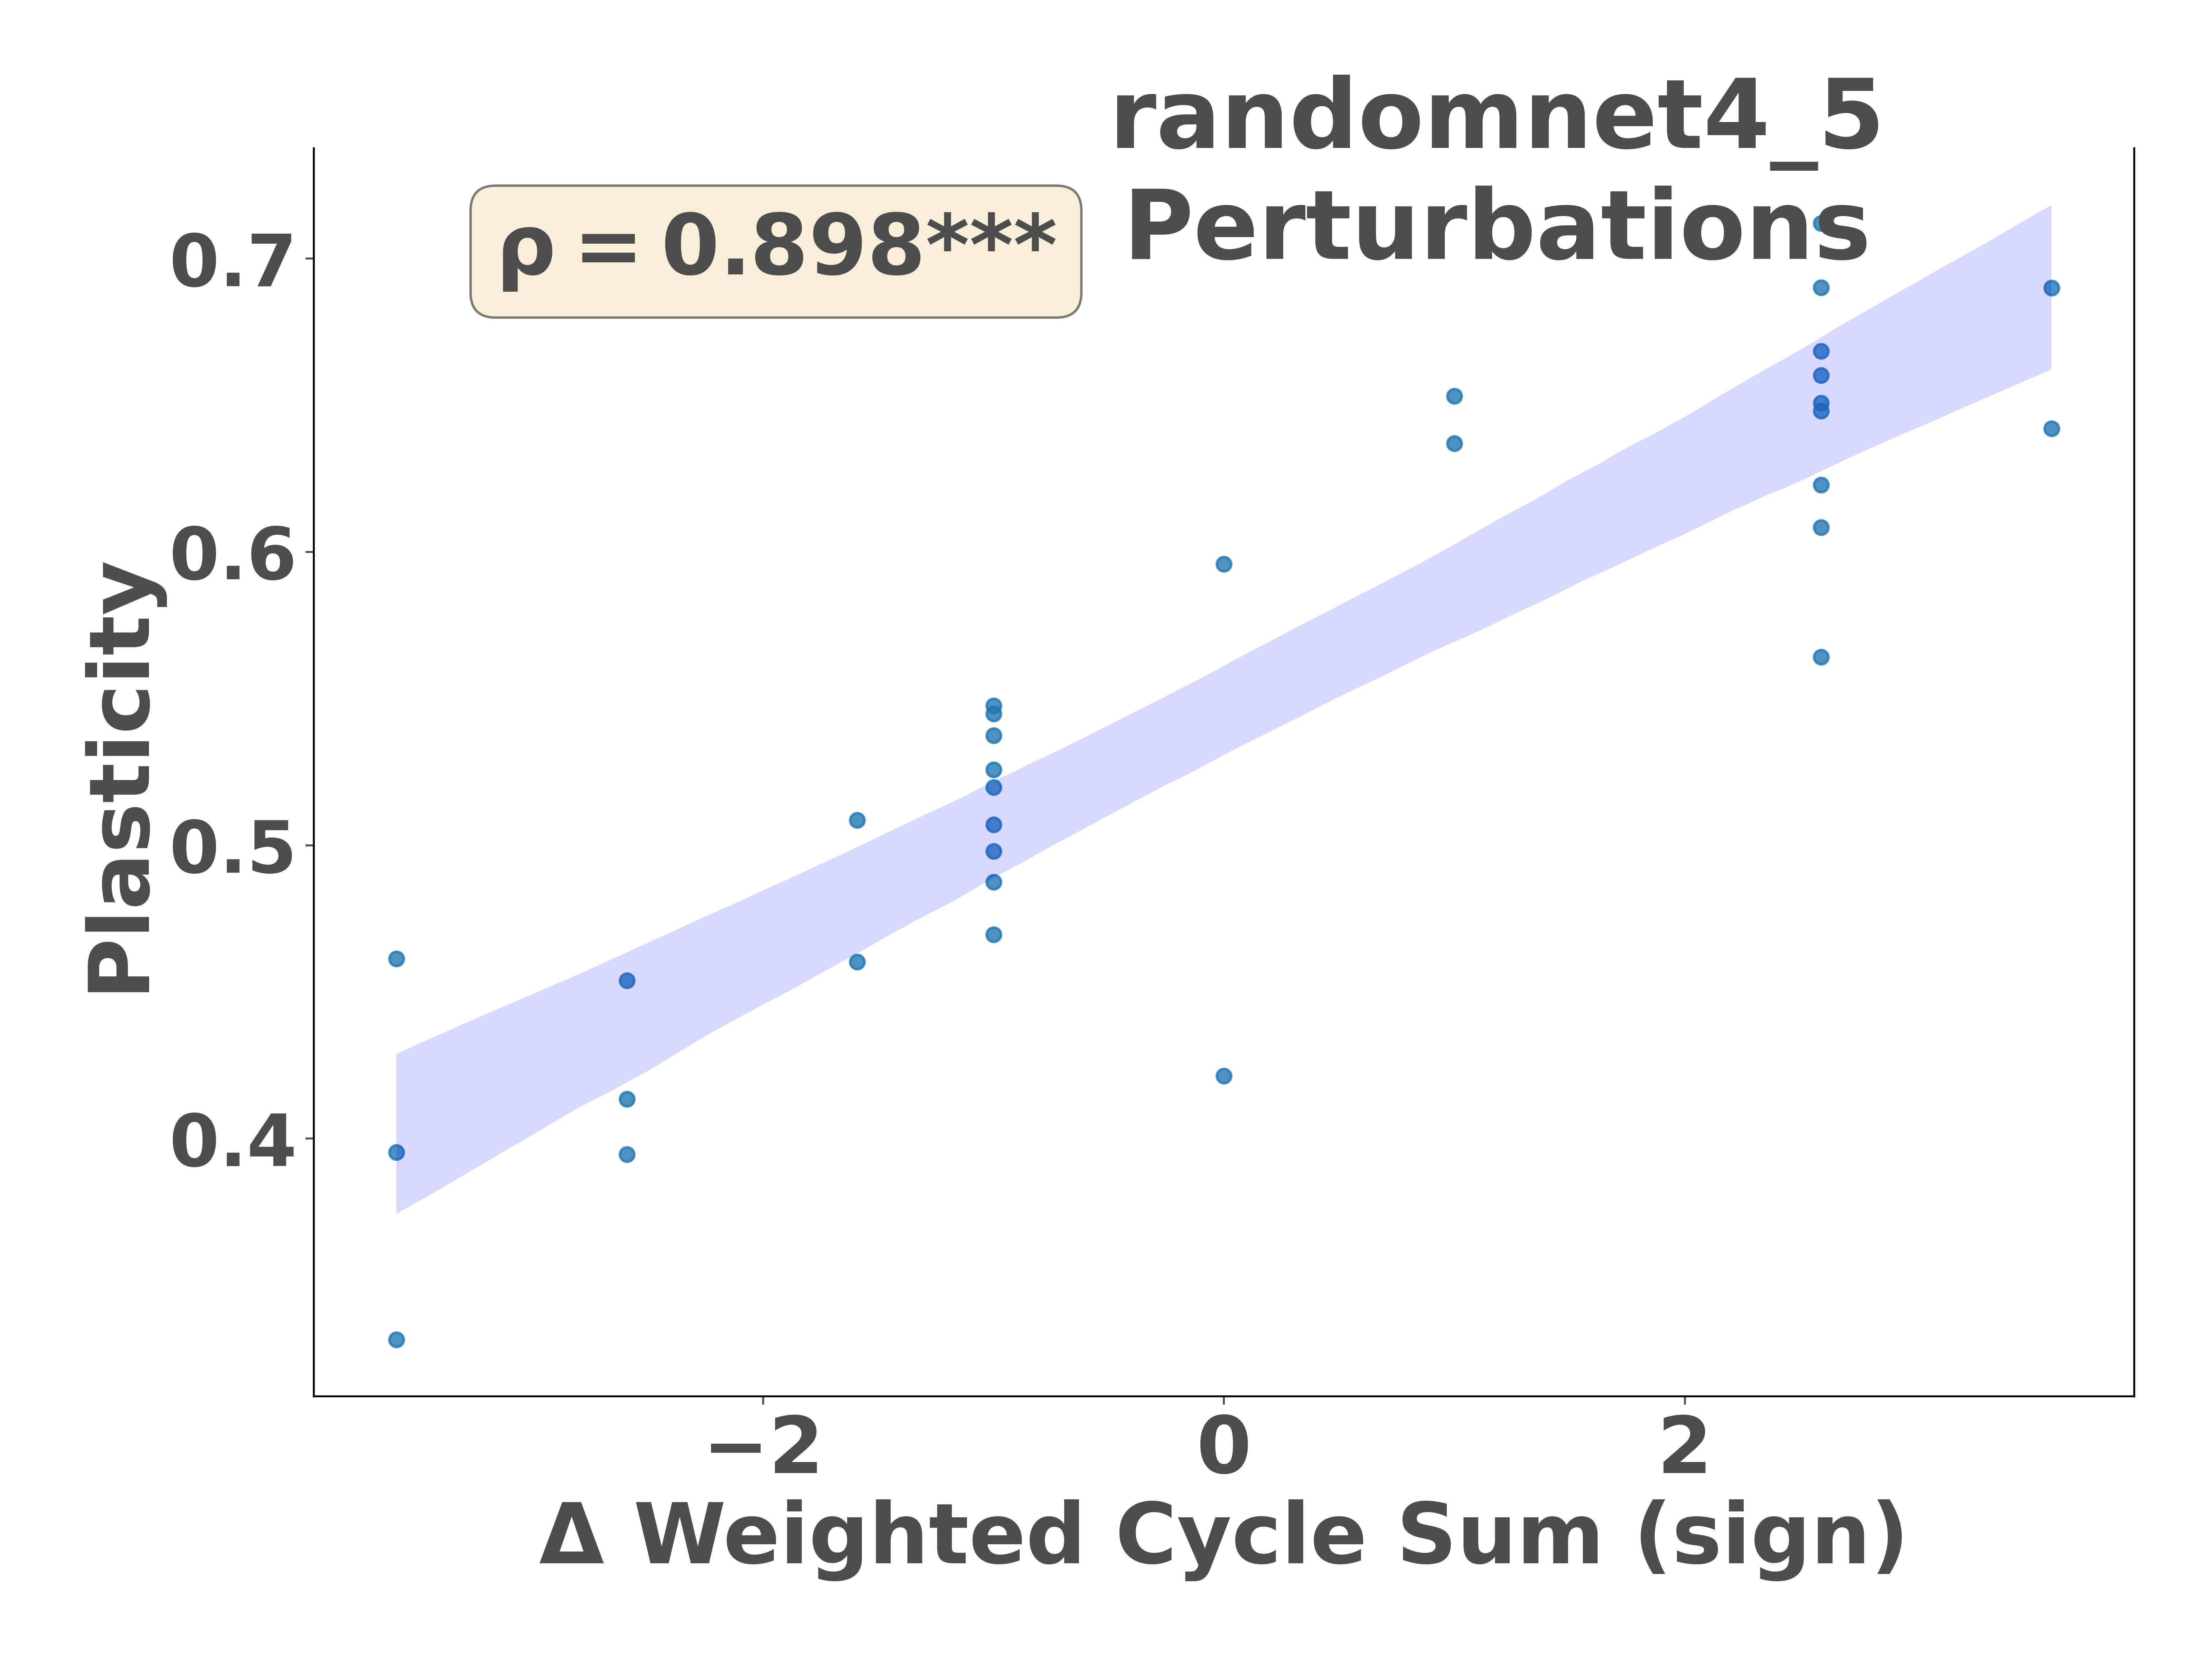 randomnet4_5
Perturbations
ρ = 0.898***
0.7
0.6
0.5
0.4
Plasticity
−2
0
2
Δ Weighted Cycle Sum (sign)